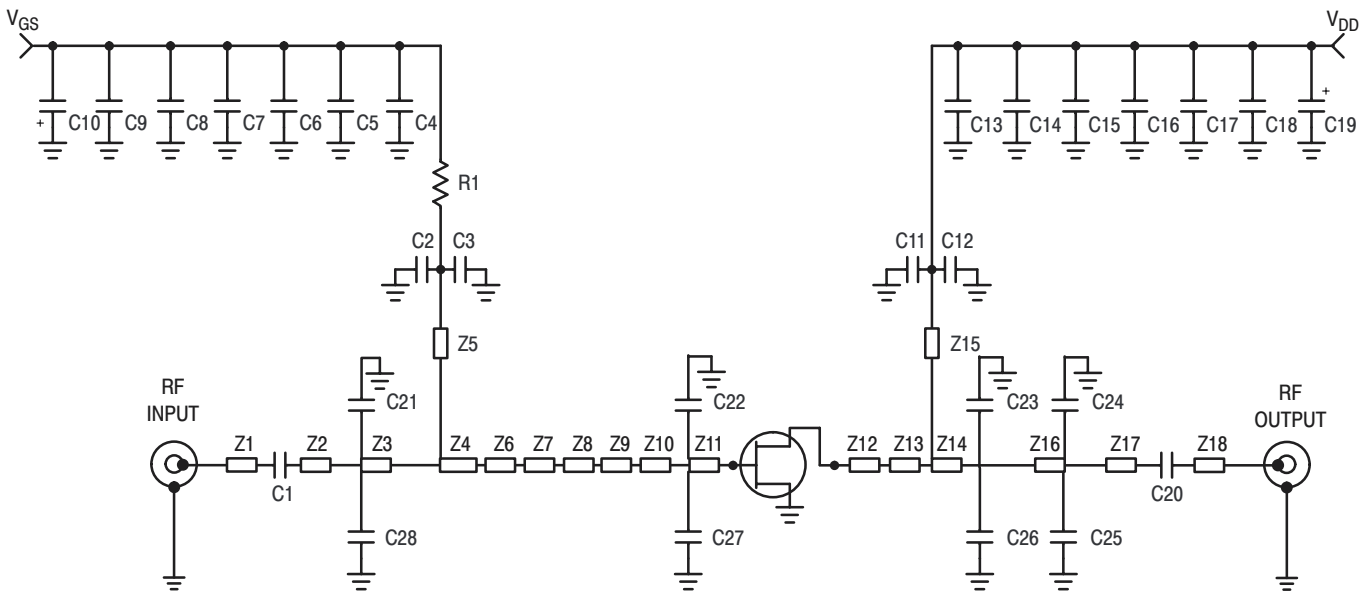 VGS
VDD
+
C10 C9 C8 C7 C6 C5 C4
+
C13 C14 C15 C16 C17 C18 C19
R1
C2 C3
C11 C12
Z5
Z15
RF
INPUT
C21
C22
C23
C24
RF
OUTPUT
Z1 Z2 Z3 Z4 Z6 Z7 Z8 Z9 Z10 Z11 Z12 Z13 Z14 Z16 Z17 Z18
C1
C20
C28
C27
C26
C25